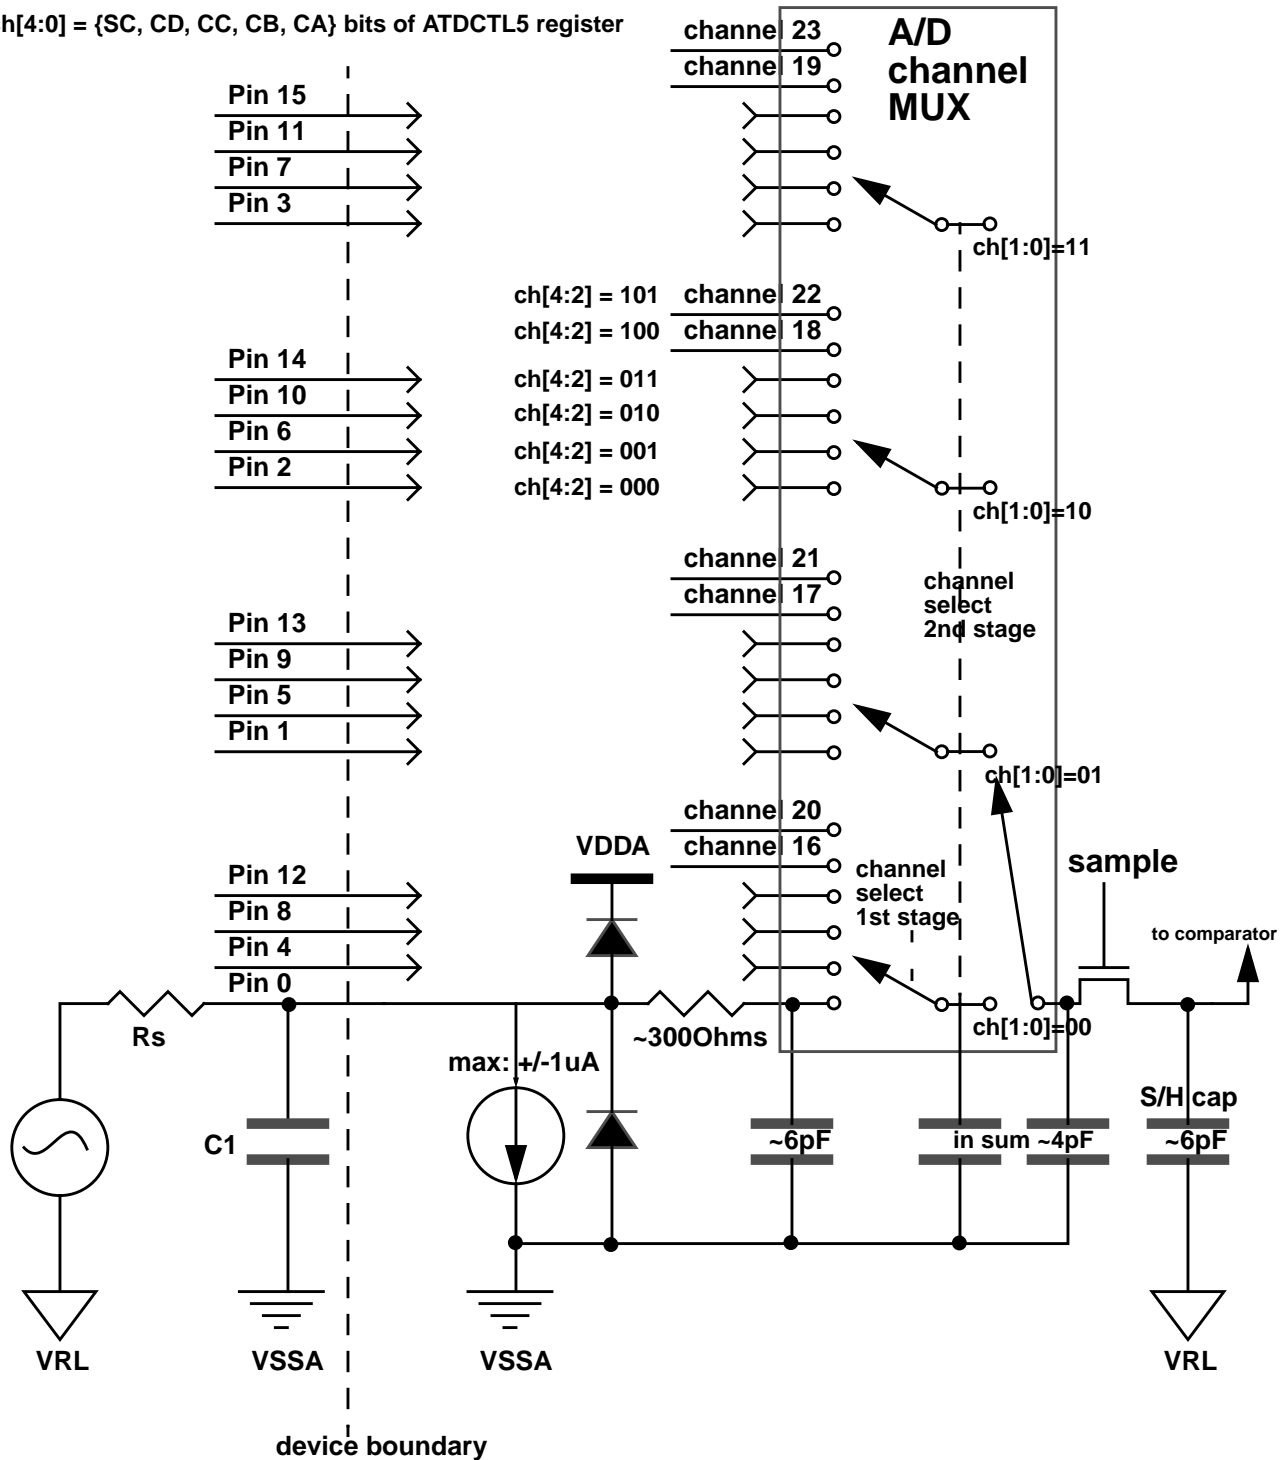 ch[4:0] = {SC, CD, CC, CB, CA} bits of ATDCTL5 register
channel 23
channel 19
A/D
channel
MUX
Pin 15
Pin 11
Pin 7
Pin 3
ch[1:0]=11
ch[4:2] = 101
channel 22
ch[4:2] = 100
channel 18
Pin 14
ch[4:2] = 011
Pin 10
ch[4:2] = 010
Pin 6
ch[4:2] = 001
Pin 2
ch[4:2] = 000
ch[1:0]=10
channel 21
channel 17
channel
select
2nd stage
Pin 13
Pin 9
Pin 5
Pin 1
ch[1:0]=01
channel 20
VDDA
channel 16
channel
select
1st stage
sample
Pin 12
Pin 8
Pin 4
Pin 0
to comparator
Rs
~300Ohms
ch[1:0]=00
max: +/-1uA
C1
~6pF
in sum ~4pF
S/H cap
~6pF
VRL
VSSA
VSSA
VRL
device boundary